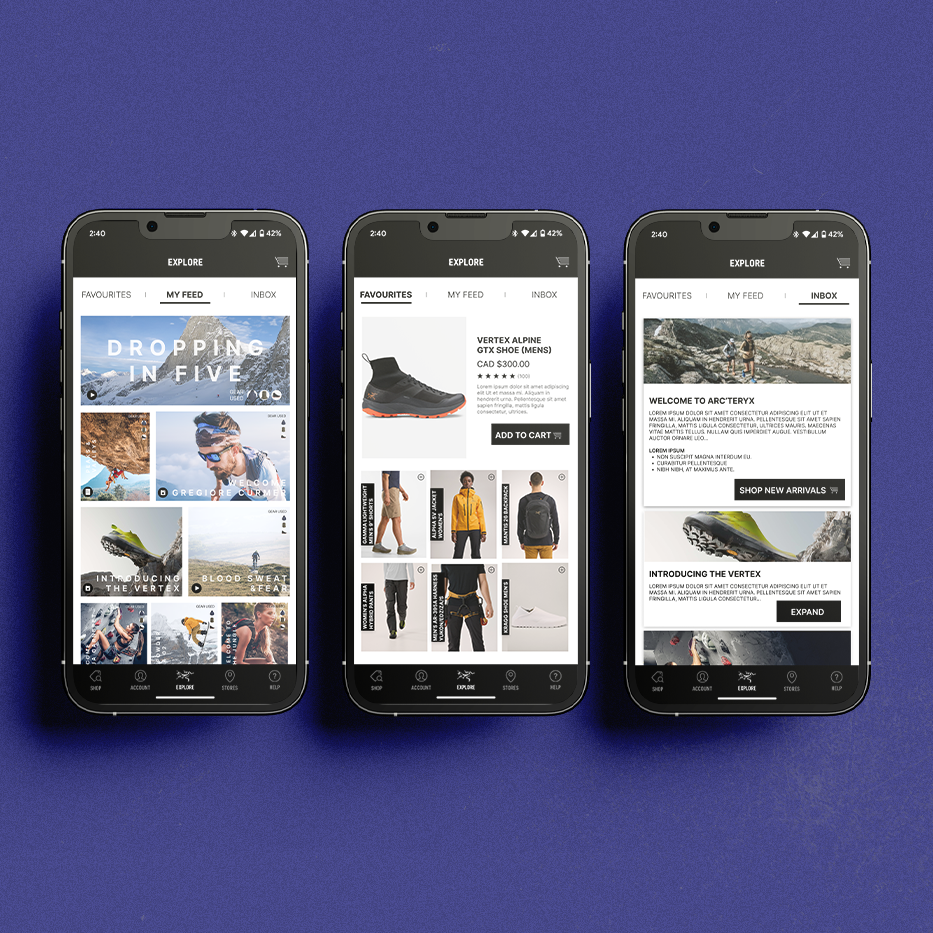 2:40
42%
EXPLORE
FAVOURITES
MY FEED
INBOX
DROPPING
IN FIVE
GEAR
USED
GEAR USED
WELCOME
GREGIORE CURMER
GEAR USED
INTRODUCING
THE VERTEX
BLOOD SWEAT
&FEAR
GEAR USED
GEAR USED
SHOP
ACCOUNT
EXPLORE
STORES
HELP
2:40
42%
EXPLORE
FAVOURITES
MY FEED
INBOX
VERTEX ALPINE
GTX SHOE (MENS)
CAD $300.00
(100)
Lorem ipsum dolor sit amet adipiscing
elit Ut et massa mi. Aliquam in
hendrerit urna. Pellentesque sit amet
sapien fringilla, mattis ligula
consectetur, ultrices.
ADD TO CART
GAMMA LIGHTWEIGHT
MEN'S 9" SHORTS
ALPHA SV JACKET
WOMEN'S
MANTIS 26 BACKPACK
WOMEN'S ALPHA
HYBRID PANTS
MEN'S AR-395A HARNESS
KRAGG SHOE MEN'S
SHOP
ACCOUNT
EXPLORE
STORES
HELP
2:40
42%
EXPLORE
FAVOURITES
MY FEED
INBOX
WELCOME TO ARC'TERYX
LOREM IPSUM DOLOR SIT AMET CONSECTETUR ADIPISCING ELIT UT ET
MASSA MI. ALIQUAM IN HENDRERIT URNA. PELLENTESQUE SIT AMET SAPIEN
FRINGILLA, MATTIS LIGULA CONSECTETUR, ULTRICES MAURIS. MAECENAS
VITAE MATTIS TELLUS. NULLAM QUIS IMPERDIET AUGUE. VESTIBULUM
AUCTOR ORNARE LEO...
LOREM IPSUM
• NON SUSCIPIT MAGNA INTERDUM EU.
• CURABITUR PELLENTESQUE
• NIBH NIBH, AT MAXIMUS ANTE.
SHOP NEW ARRIVALS
INTRODUCING THE VERTEX
LOREM IPSUM DOLOR SIT AMET CONSECTETUR ADIPISCING ELIT UT ET
MASSA MI. ALIQUAM IN HENDRERIT URNA. PELLENTESQUE SIT AMET SAPIEN
FRINGILLA, MATTIS LIGULA CONSECTETUR...
EXPAND
SHOP
ACCOUNT
EXPLORE
STORES
HELP